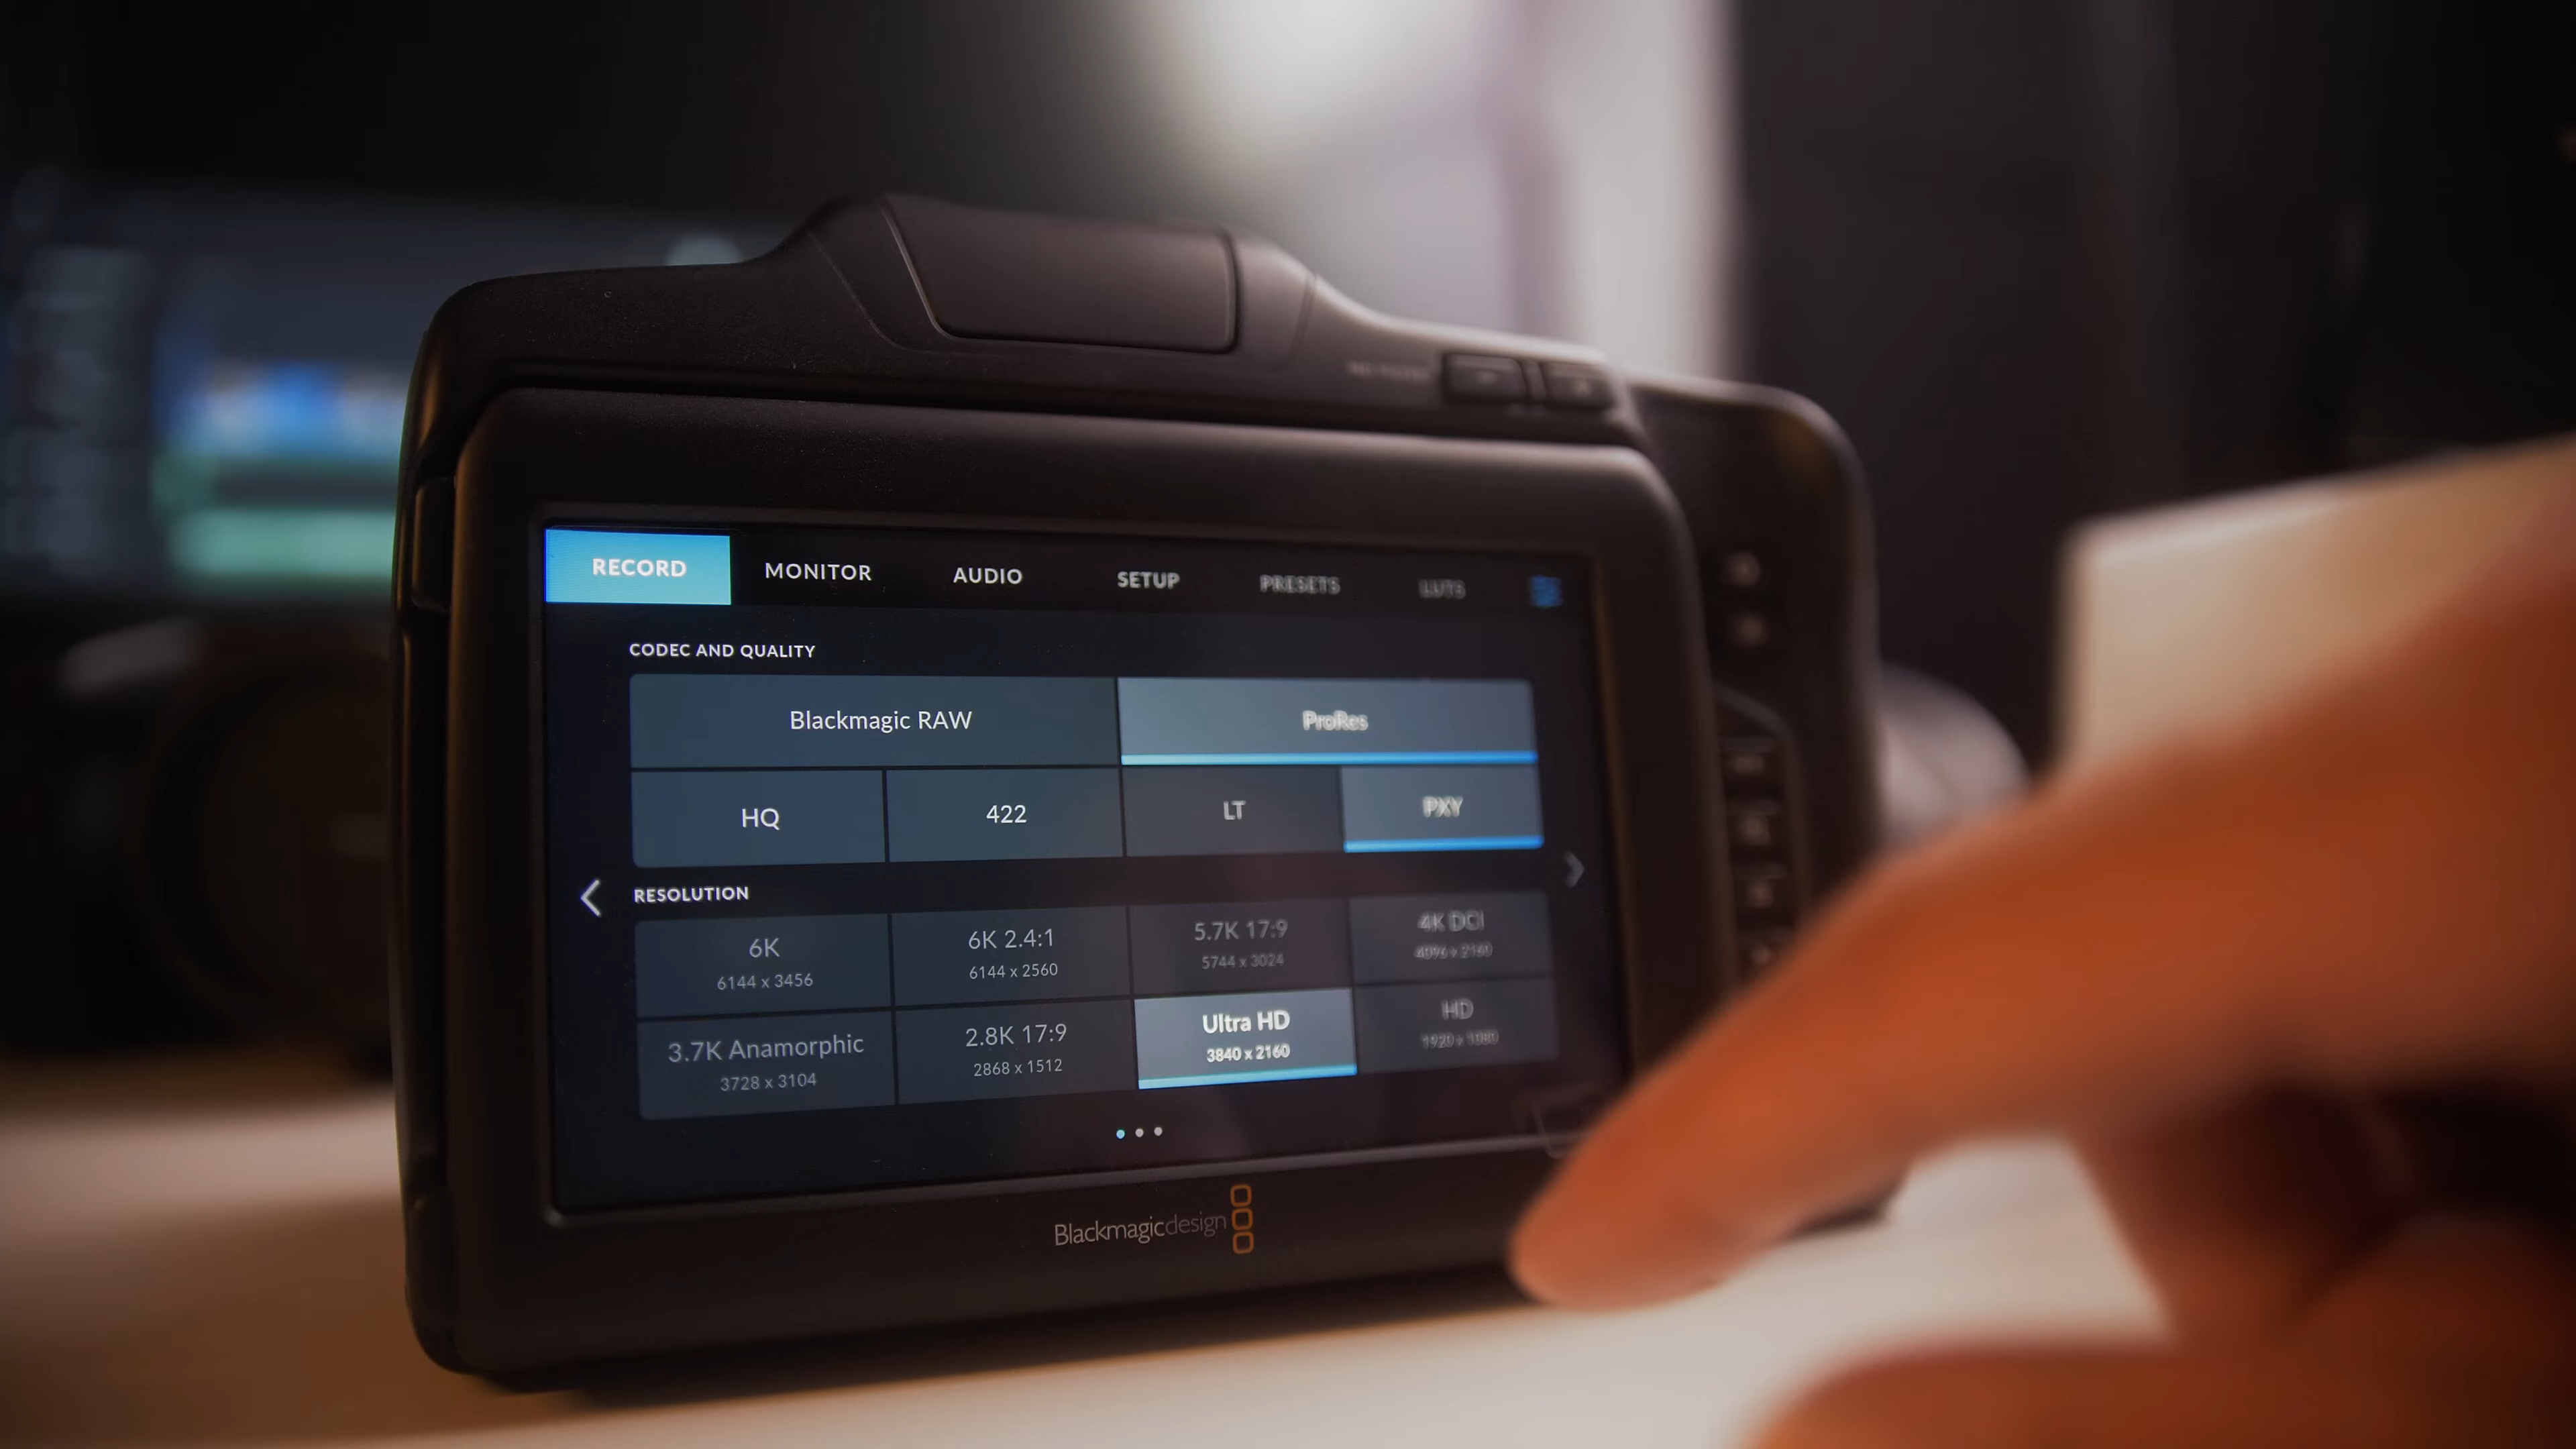 ND FILTER
RECORD MONITOR AUDIO SETUP PRESETS LUTS
CODEC AND QUALITY
Blackmagic RAW ProRes
HQ 422 LT PXY
RESOLUTION
6K 6K 2.4:1 5.7K 17:9 4K DCI
6144 x 3456 6144 x 2560 5744 x 3024 4096 x 2160
3.7K Anamorphic 2.8K 17:9 Ultra HD HD
3728 x 3104 2868 x 1512 3840 x 2160 1920 x 1080
Blackmagicdesign